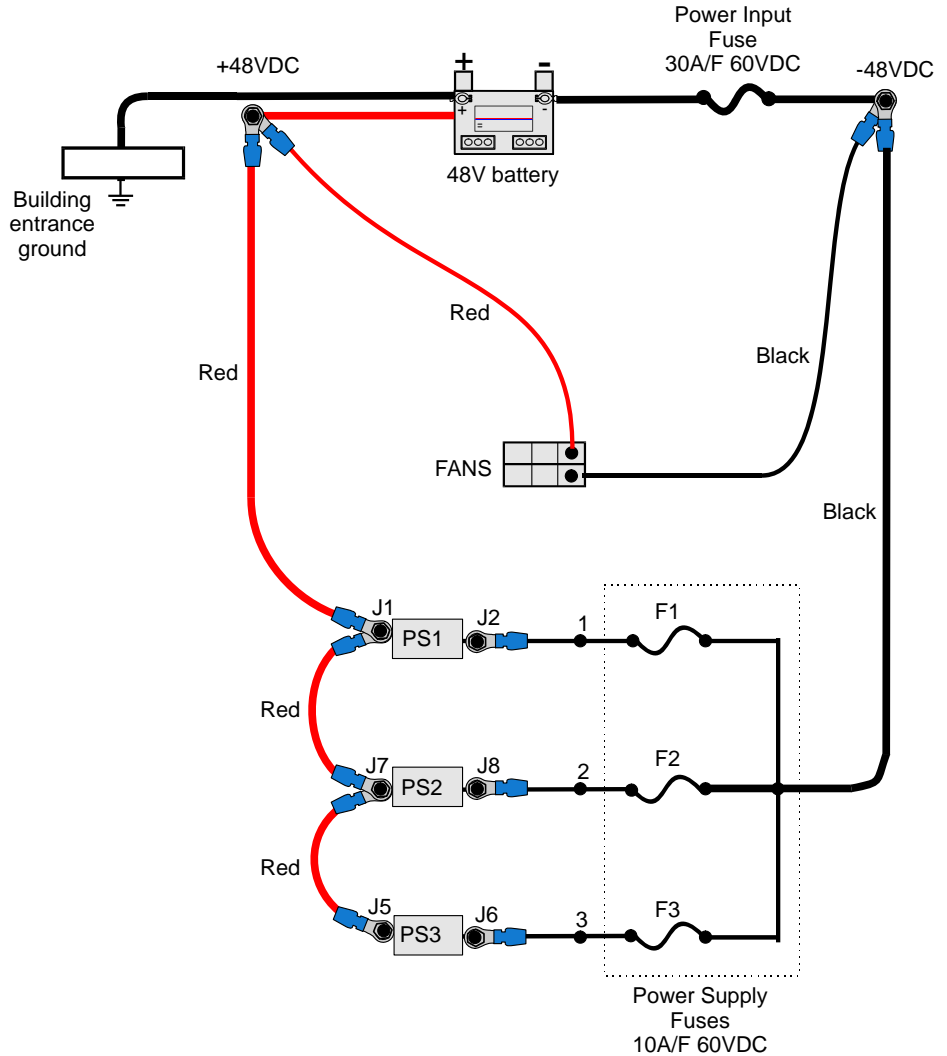 Power Input
Fuse
30A/F 60VDC
+48VDC
+
-
-48VDC
+
-
=
48V battery
Building
entrance
ground
Red
Red
Black
FANS
Black
J1
PS1
J2
1
F1
Red
J7
PS2
J8
2
F2
Red
J5
PS3
J6
3
F3
Power Supply
Fuses
10A/F 60VDC